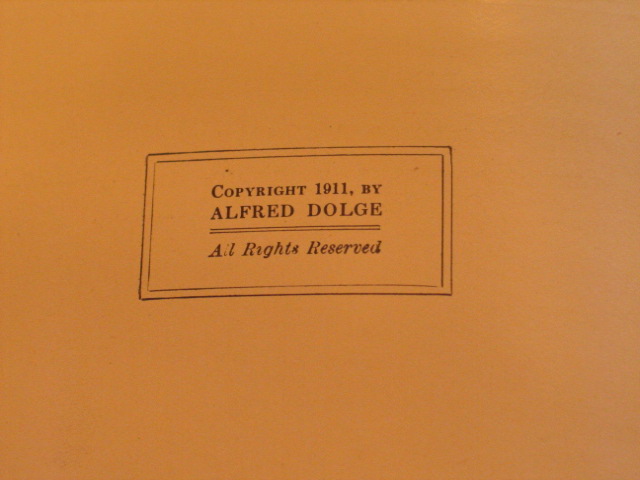 COPYRIGHT 1911, BY
ALFRED DOLGE
All Rights Reserved